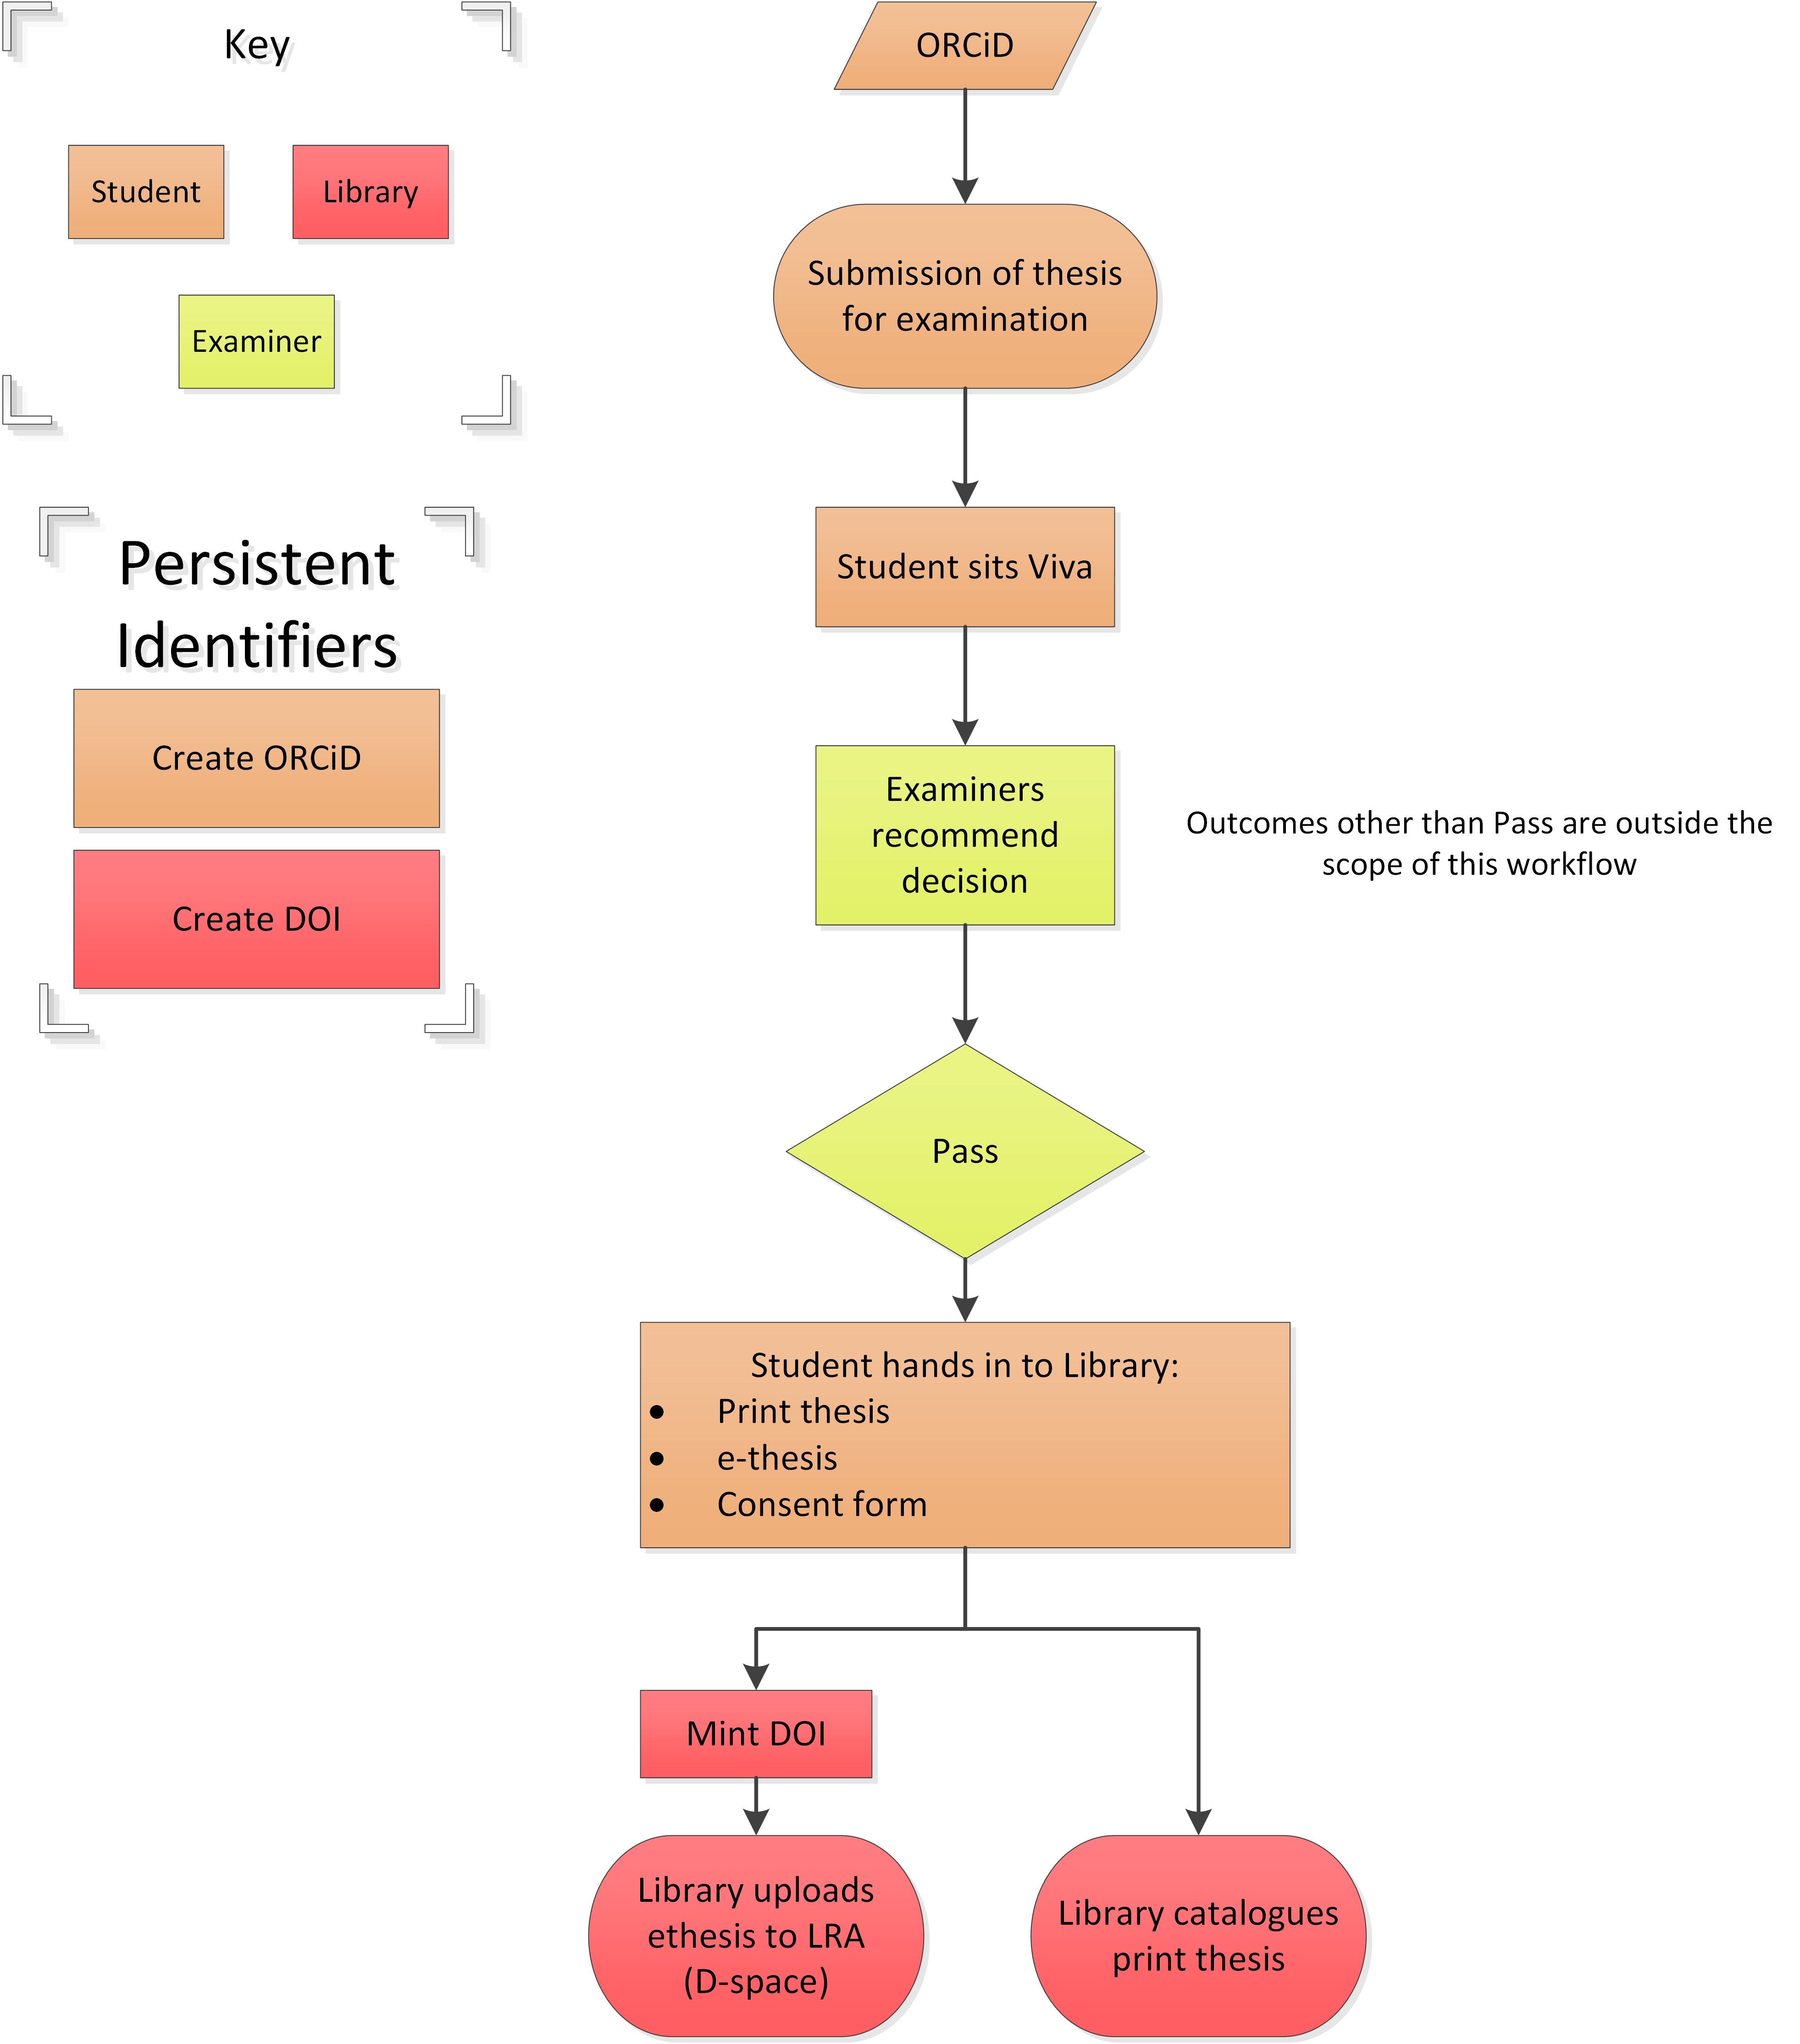 Key
Student
Library
Examiner
Persistent
Identifiers
Create ORCiD
Create DOI
ORCiD
Submission of thesis
for examination
Student sits Viva
Examiners
recommend
decision
Outcomes other than Pass are outside the
scope of this workflow
Pass
Student hands in to Library:
● Print thesis
● e-thesis
● Consent form
Mint DOI
Library uploads
ethesis to LRA
(D-space)
Library catalogues
print thesis